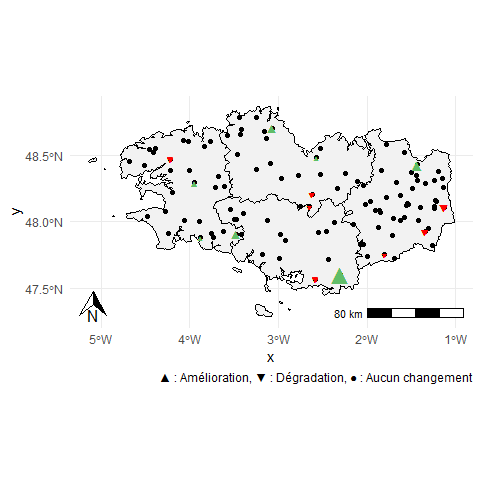 y
48.5°N
48.0°N
47.5°N
N
80 km
5°W
4°W
3°W
2°W
1°W
x
▲ : Amélioration, ▼ : Dégradation, ● : Aucun changement